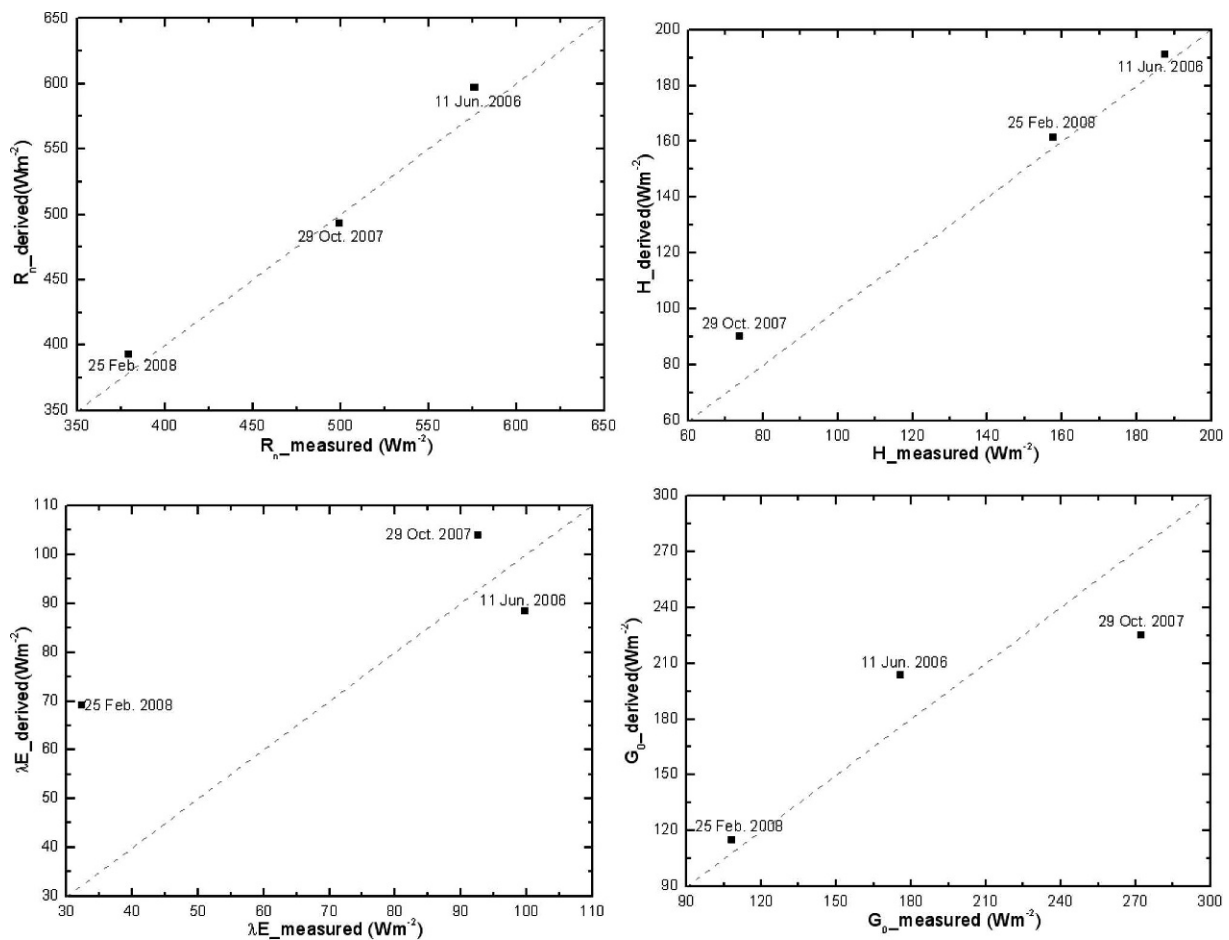 650
600
550
500
450
400
350
R_n_derived(Wm-2)
11 Jun. 2006
29 Oct. 2007
25 Feb. 2008
350 400 450 500 550 600 650
R_n_measured (Wm-2)
200
180
160
140
120
100
80
60
H_derived(Wm-2)
11 Jun. 2006
25 Feb. 2008
29 Oct. 2007
60 80 100 120 140 160 180 200
H_measured (Wm-2)
110
100
90
80
70
60
50
40
30
λE_derived(Wm-2)
29 Oct. 2007
11 Jun. 2006
25 Feb. 2008
30 40 50 60 70 80 90 100 110
λE_measured (Wm-2)
300
270
240
210
180
150
120
90
G0_derived(Wm-2)
29 Oct. 2007
11 Jun. 2006
25 Feb. 2008
90 120 150 180 210 240 270 300
G0_measured (Wm-2)